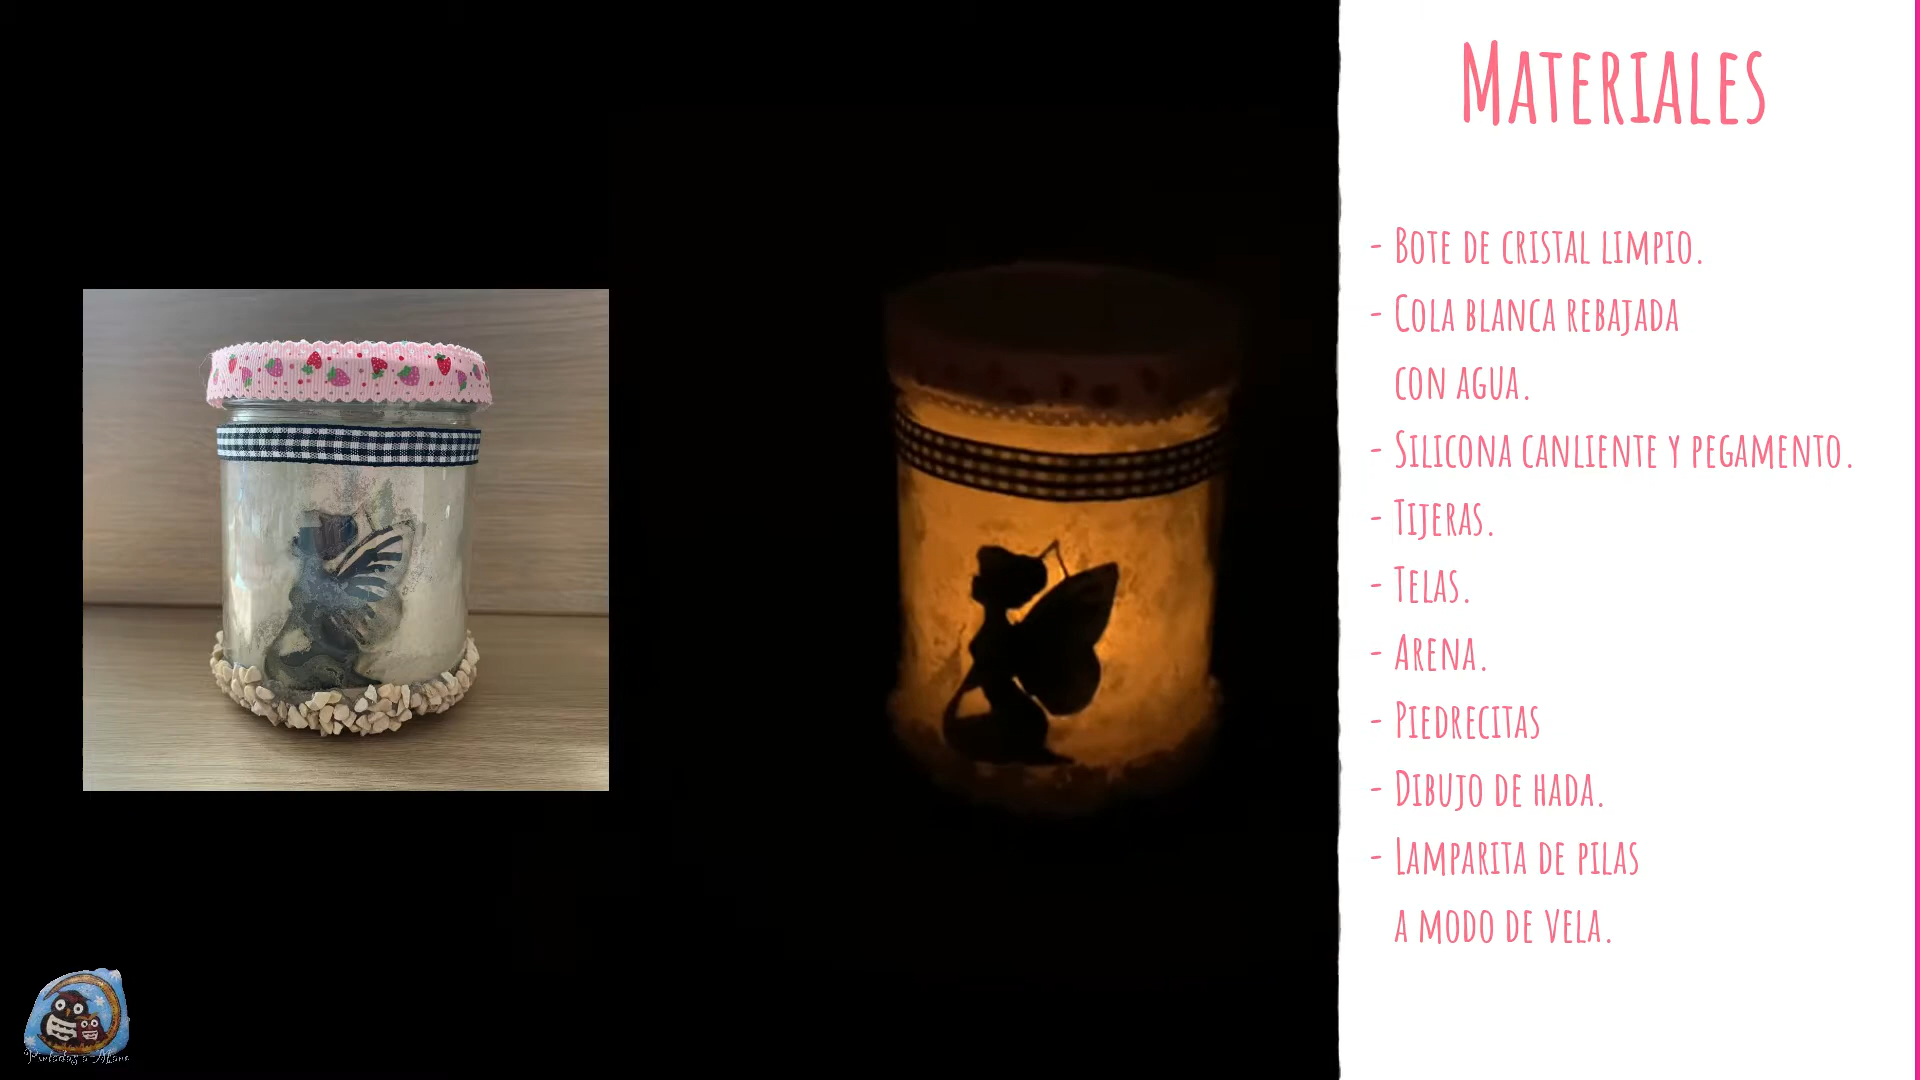 Materiales
- Bote de cristal limpio.
- Cola blanca rebajada
con agua.
- Silicona canliente y pegamento.
- Tijeras.
- Telas.
- Arena.
- Piedrecitas
- Dibujo de hada.
- Lamparita de pilas
a modo de vela.